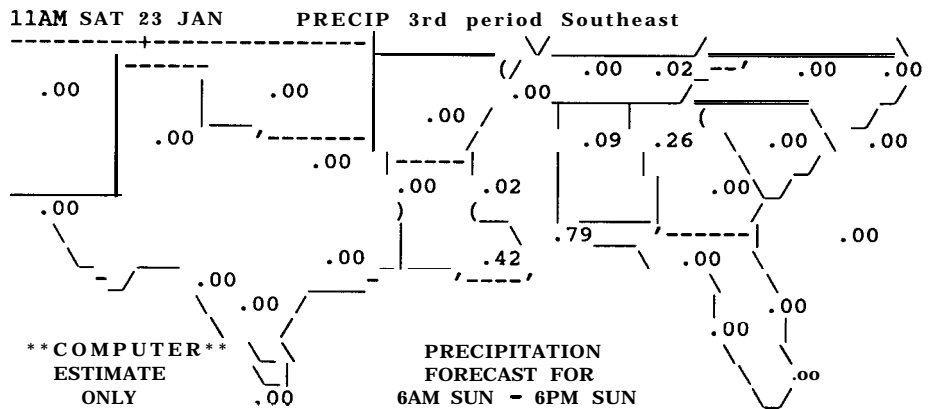 11AM SAT 23 JAN PRECIP 3rd period Southeast
.00 .02 .00 .00
.00 .00 .00
.00
.00 .09 .26 .00 .00
.00
.00 .00 .02 .00
.00
.79 .00
.00 .42 .00
.00
.00 .00
.00
**COMPUTER** PRECIPITATION
ESTIMATE FORECAST FOR .00
ONLY .00 6AM SUN - 6PM SUN